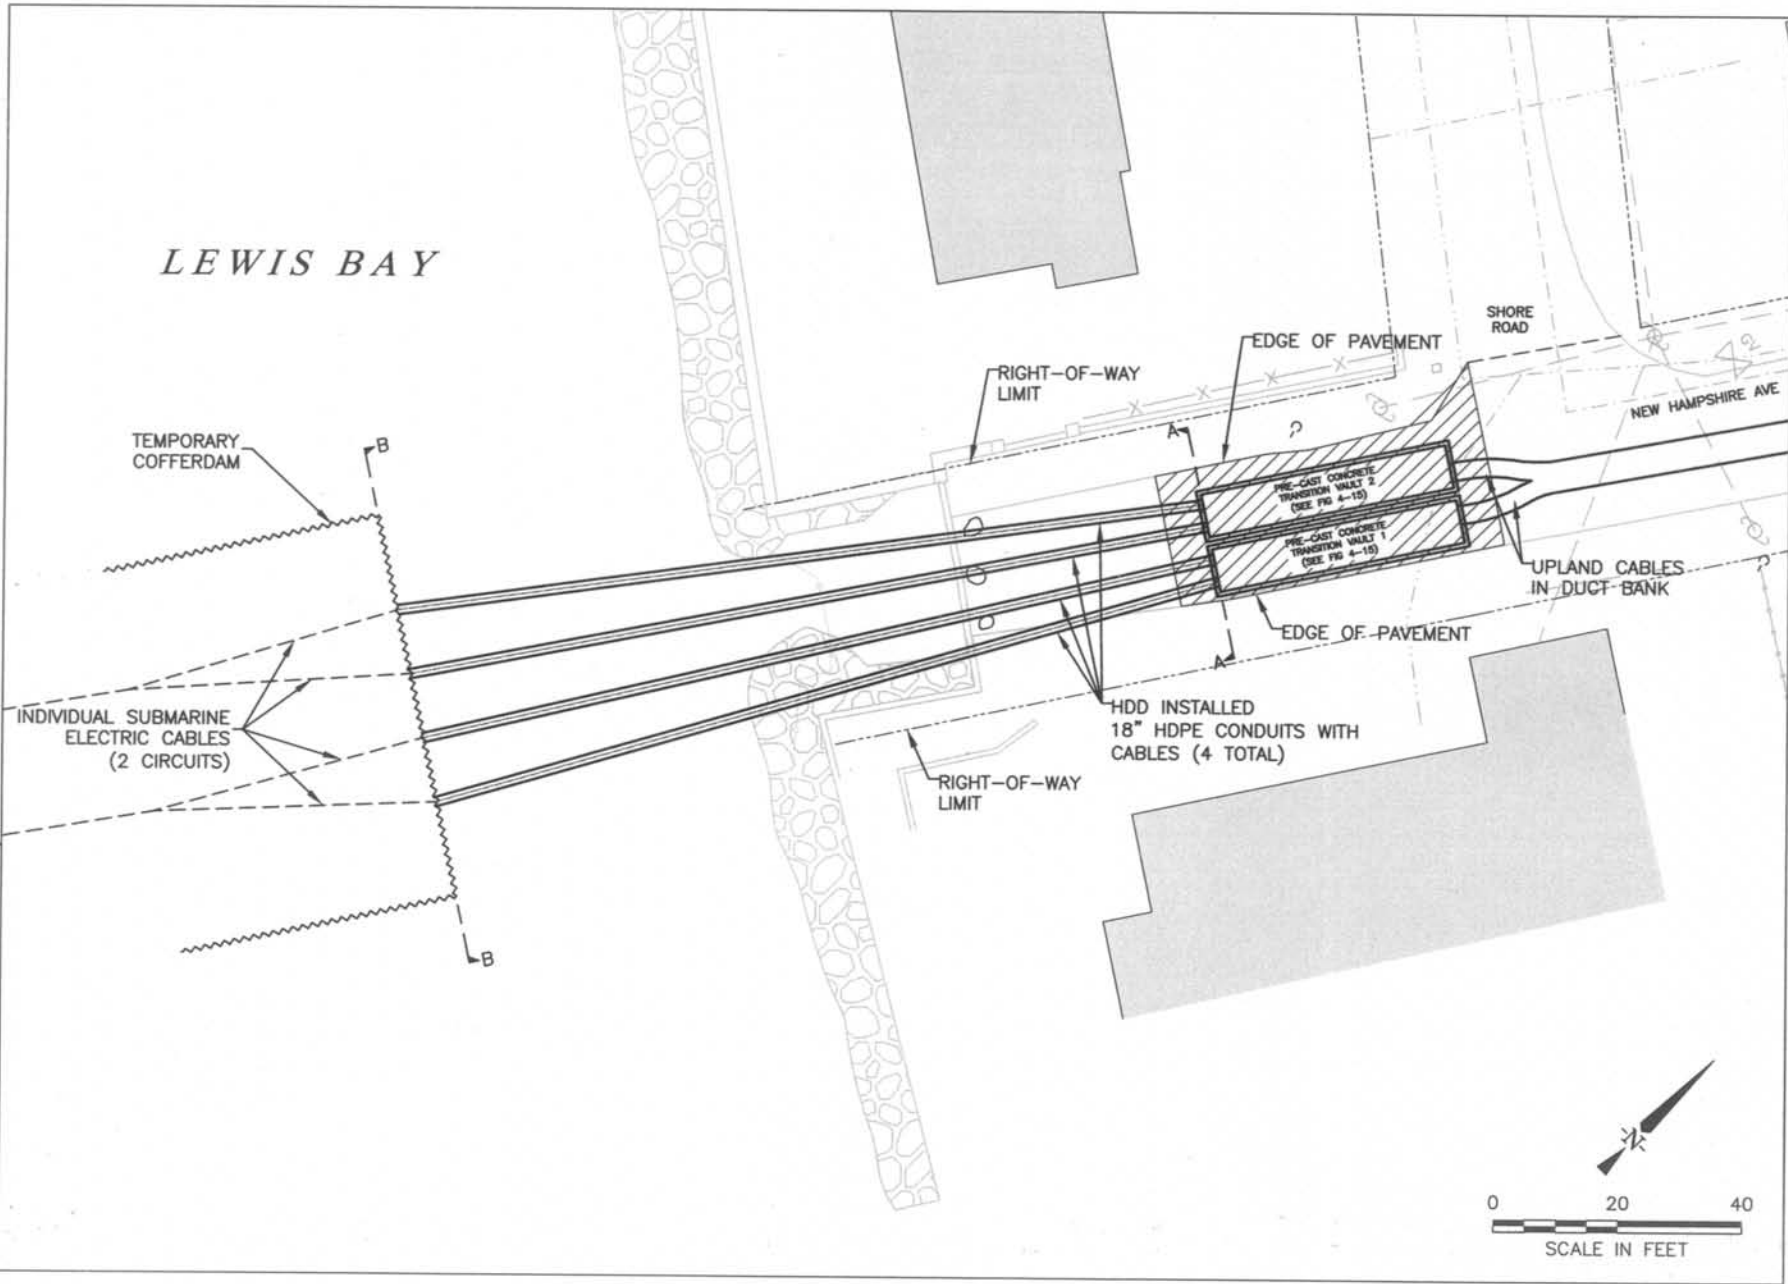 LEWIS BAY
SHORE
ROAD
EDGE OF PAVEMENT
RIGHT-OF-WAY
LIMIT
NEW HAMPSHIRE AVE
TEMPORARY
COFFERDAM
B
A
PRE-CAST CONCRETE
TRANSITION VAULT 2
(SEE FIG 4-15)
PRE-CAST CONCRETE
TRANSITION VAULT 1
(SEE FIG 4-15)
UPLAND CABLES
IN DUCT BANK
EDGE OF PAVEMENT
A
INDIVIDUAL SUBMARINE
ELECTRIC CABLES
(2 CIRCUITS)
HDD INSTALLED
18" HDPE CONDUITS WITH
CABLES (4 TOTAL)
RIGHT-OF-WAY
LIMIT
B
N
0 20 40
SCALE IN FEET